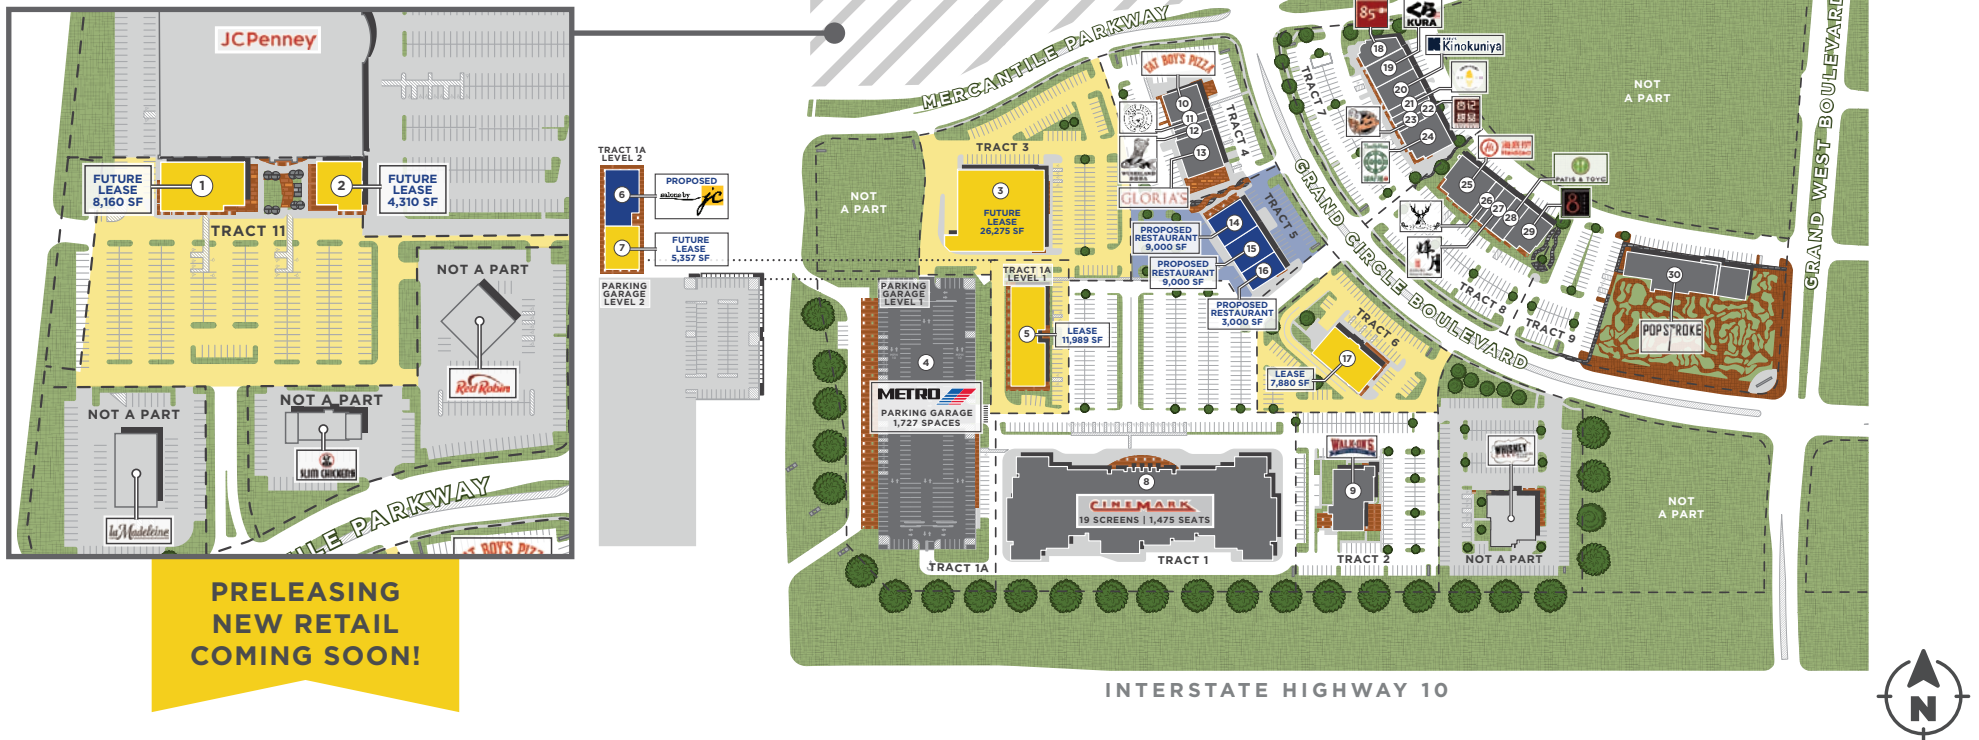 JCPenney
FUTURE
LEASE
8,160 SF
1
2
FUTURE
LEASE
4,310 SF
TRACT 11
NOT A PART
Red Robin
NOT A PART
la Madeleine
NOT A PART
SLIM CHICKENS
PARKWAY
PRELEASING
NEW RETAIL
COMING SOON!
TRACT 1A
LEVEL 2
6
PROPOSED
salons by jc
7
FUTURE
LEASE
5,357 SF
PARKING
GARAGE
LEVEL 2
MERCANTILE PARKWAY
NOT
A PART
TRACT 3
3
FUTURE
LEASE
26,275 SF
FAT BOY'S PIZZA
10
11
12
13
TRACT 4
GLORIA'S
PROPOSED
RESTAURANT
9,000 SF
14
PROPOSED
RESTAURANT
9,000 SF
15
PROPOSED
RESTAURANT
3,000 SF
16
TRACT 5
TRACT 1A
LEVEL 1
5
LEASE
11,989 SF
PARKING
GARAGE
LEVEL 1
4
METRO
PARKING GARAGE
1,727 SPACES
TRACT 1A
TRACT 6
17
LEASE
7,880 SF
8
CINEMARK
19 SCREENS | 1,475 SEATS
TRACT 1
WALK-ON'S
9
TRACT 2
WHISKEY
NOT A PART
GRAND CIRCLE BOULEVARD
TRACT 7
85°C
KURA
Kinokuniya
18
19
20
21
22
23
24
25
26
27
28
29
PATIS & TOYO
TRACT 8
TRACT 9
30
POPSTROKE
NOT
A PART
GRAND WEST BOULEVARD
NOT
A PART
INTERSTATE HIGHWAY 10
N